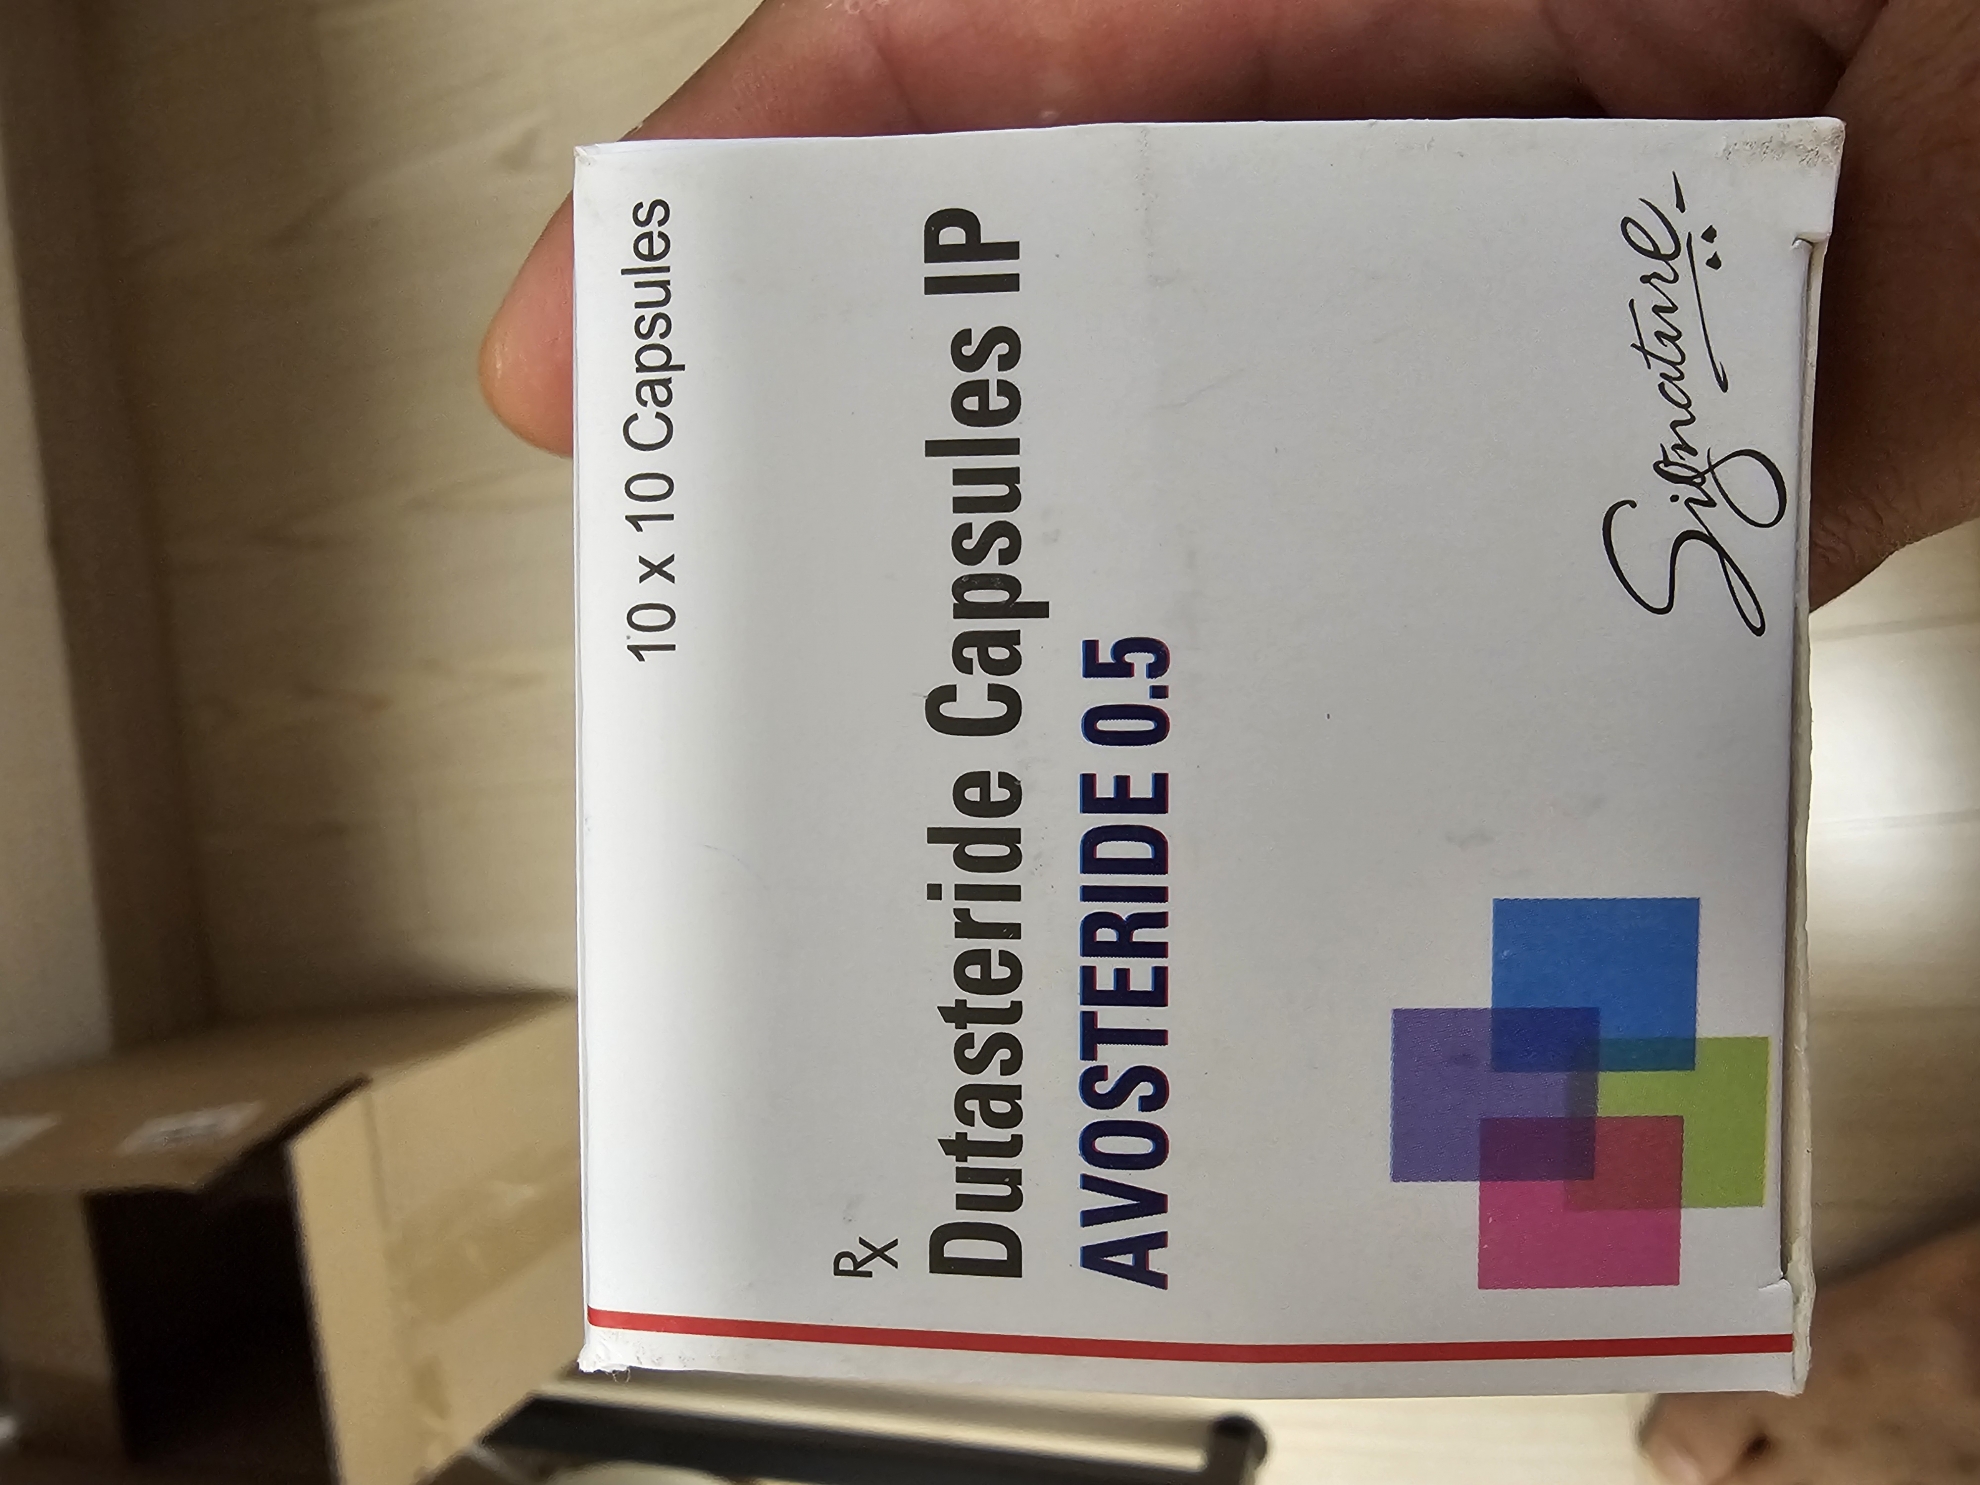 10 x 10 Capsules
Rx
Dutasteride Capsules IP
AVOSTERIDE 0.5
Signature